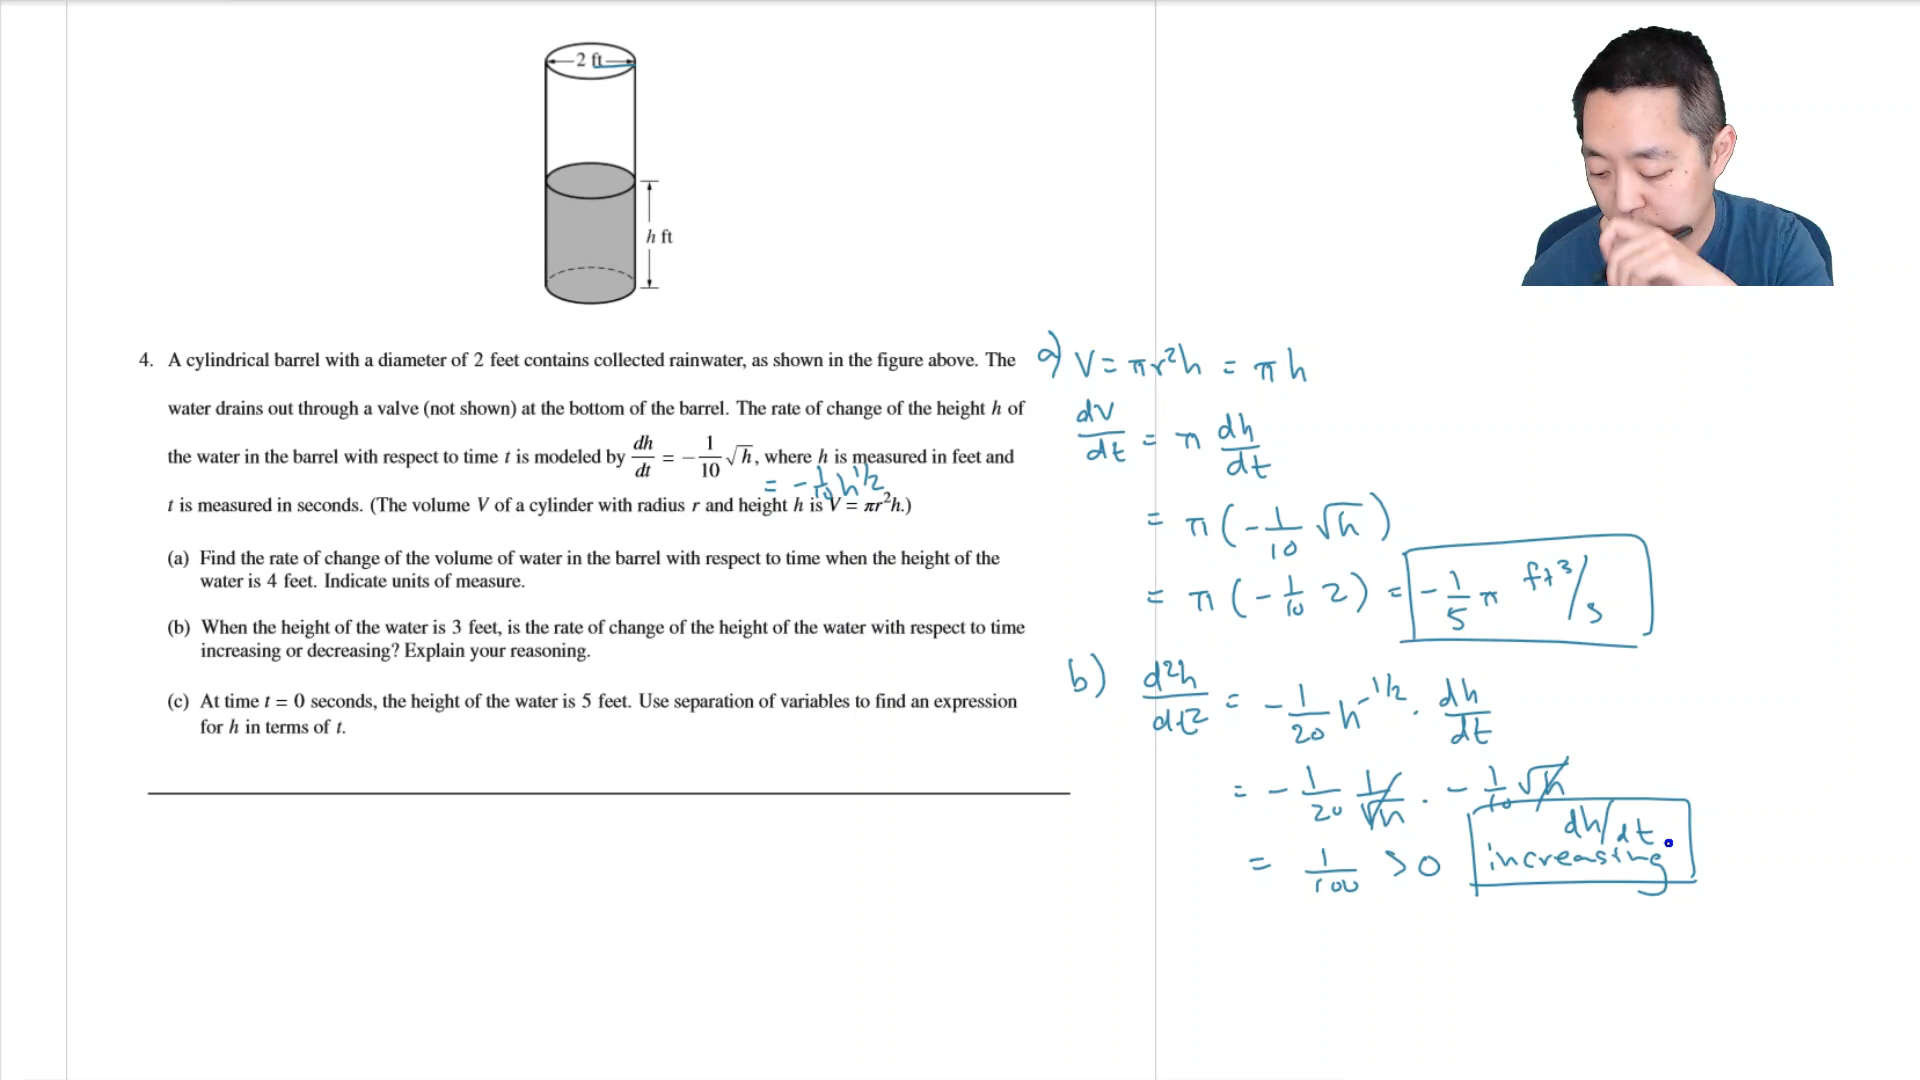 2 ft
h ft
4. A cylindrical barrel with a diameter of 2 feet contains collected rainwater, as shown in the figure above. The
water drains out through a valve (not shown) at the bottom of the barrel. The rate of change of the height h of
the water in the barrel with respect to time t is modeled by dh/dt = −1/10 √h, where h is measured in feet and
= −1/10 h^1/2
t is measured in seconds. (The volume V of a cylinder with radius r and height h is V = πr²h.)
(a) Find the rate of change of the volume of water in the barrel with respect to time when the height of the
water is 4 feet. Indicate units of measure.
(b) When the height of the water is 3 feet, is the rate of change of the height of the water with respect to time
increasing or decreasing? Explain your reasoning.
(c) At time t = 0 seconds, the height of the water is 5 feet. Use separation of variables to find an expression
for h in terms of t.
a) V = πr²h = πh
dv/dt = π dh/dt
= π(−1/10 √h)
= π(−1/10 2) = −1/5 π ft³/s
b) d²h/dt² = −1/20 h^−1/2 · dh/dt
= −1/20 1/√h · −1/10 √h
= 1/200 > 0 dh/dt
increasing